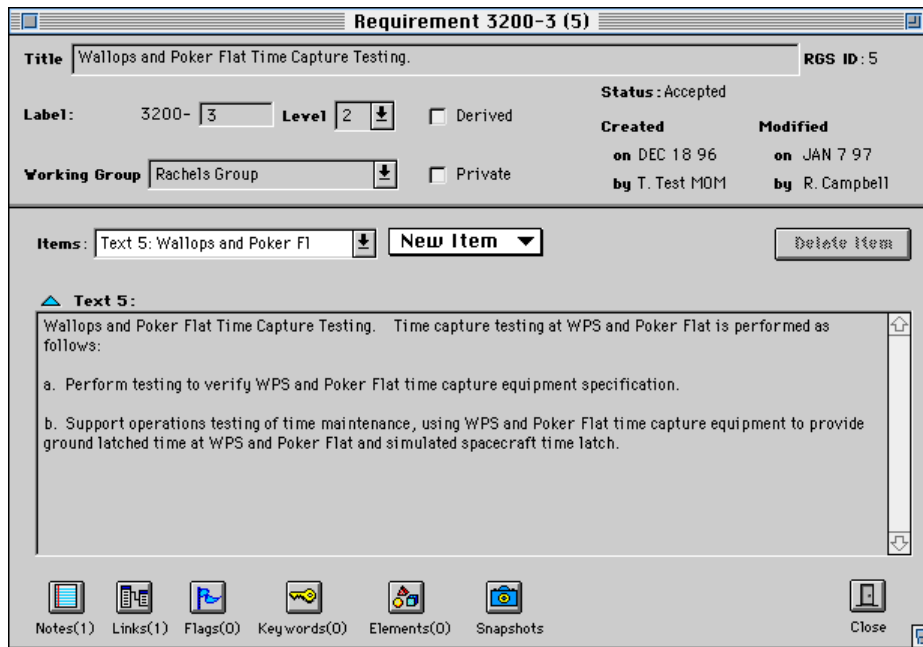 Requirement 3200-3 (5)
Title Wallops and Poker Flat Time Capture Testing. RGS ID: 5
Status: Accepted
Label: 3200- 3 Level 2 Derived
Created Modified
on DEC 18 96 on JAN 7 97
Working Group Rachels Group Private
by T. Test MOM by R. Campbell
Items: Text 5: Wallops and Poker Fl New Item Delete Item
Text 5:
Wallops and Poker Flat Time Capture Testing. Time capture testing at WPS and Poker Flat is performed as
follows:
a. Perform testing to verify WPS and Poker Flat time capture equipment specification.
b. Support operations testing of time maintenance, using WPS and Poker Flat time capture equipment to provide
ground latched time at WPS and Poker Flat and simulated spacecraft time latch.
Notes(1) Links(1) Flags(0) Keywords(0) Elements(0) Snapshots Close